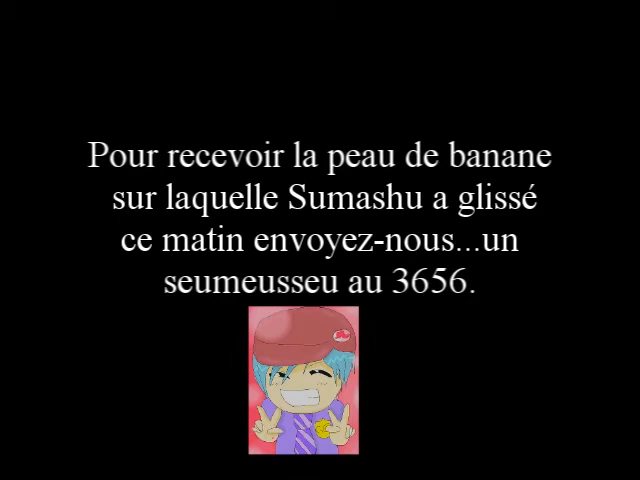 Pour recevoir la peau de banane
sur laquelle Sumashu a glissé
ce matin envoyez-nous...un
seumeusseu au 3656.